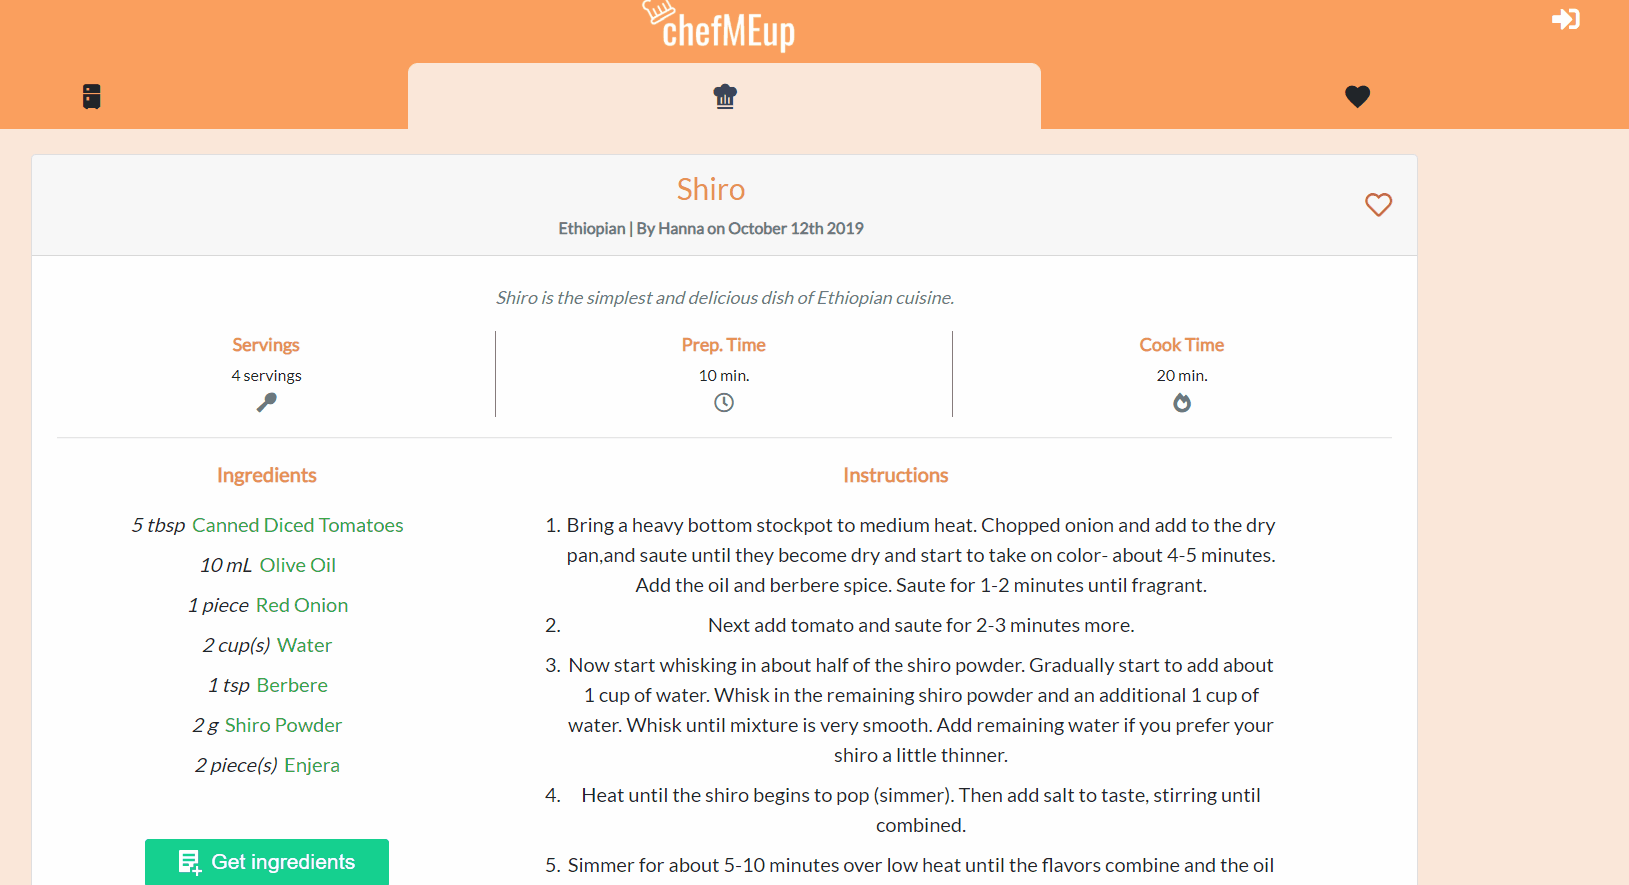 chefMEup
Shiro
Ethiopian | By Hanna on October 12th 2019
Shiro is the simplest and delicious dish of Ethiopian cuisine.
Servings
4 servings
Prep. Time
10 min.
Cook Time
20 min.
Ingredients
5 tbsp Canned Diced Tomatoes
10 mL Olive Oil
1 piece Red Onion
2 cup(s) Water
1 tsp Berbere
2 g Shiro Powder
2 piece(s) Enjera
Get ingredients
Instructions
1. Bring a heavy bottom stockpot to medium heat. Chopped onion and add to the dry
pan,and saute until they become dry and start to take on color- about 4-5 minutes.
Add the oil and berbere spice. Saute for 1-2 minutes until fragrant.
2. Next add tomato and saute for 2-3 minutes more.
3. Now start whisking in about half of the shiro powder. Gradually start to add about
1 cup of water. Whisk in the remaining shiro powder and an additional 1 cup of
water. Whisk until mixture is very smooth. Add remaining water if you prefer your
shiro a little thinner.
4. Heat until the shiro begins to pop (simmer). Then add salt to taste, stirring until
combined.
5. Simmer for about 5-10 minutes over low heat until the flavors combine and the oil